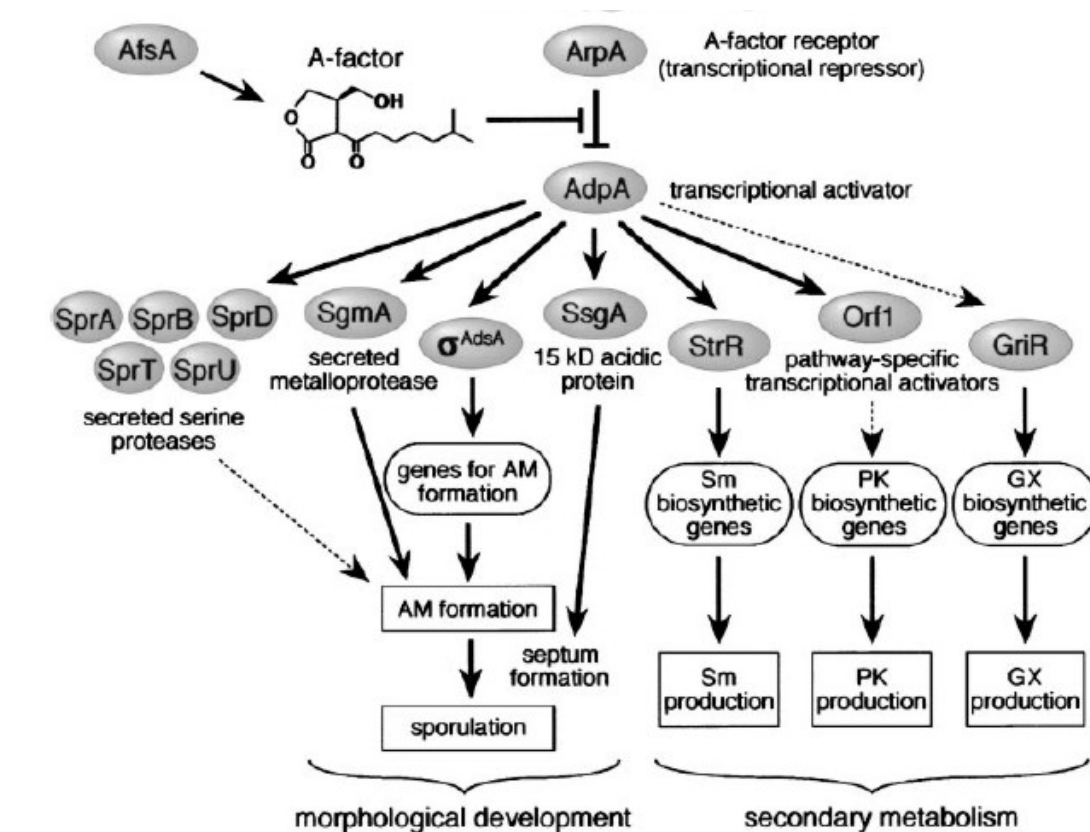 AfsA
A-factor
OH
O
O
O
ArpA
A-factor receptor
(transcriptional repressor)
AdpA
transcriptional activator
SprA
SprB
SprD
SprT
SprU
secreted serine
proteases
SgmA
secreted
metalloprotease
σAdsA
SsgA
15 kD acidic
protein
StrR
Orf1
GriR
pathway-specific
transcriptional activators
genes for AM
formation
Sm
biosynthetic
genes
PK
biosynthetic
genes
GX
biosynthetic
genes
AM formation
septum
formation
sporulation
Sm
production
PK
production
GX
production
morphological development
secondary metabolism